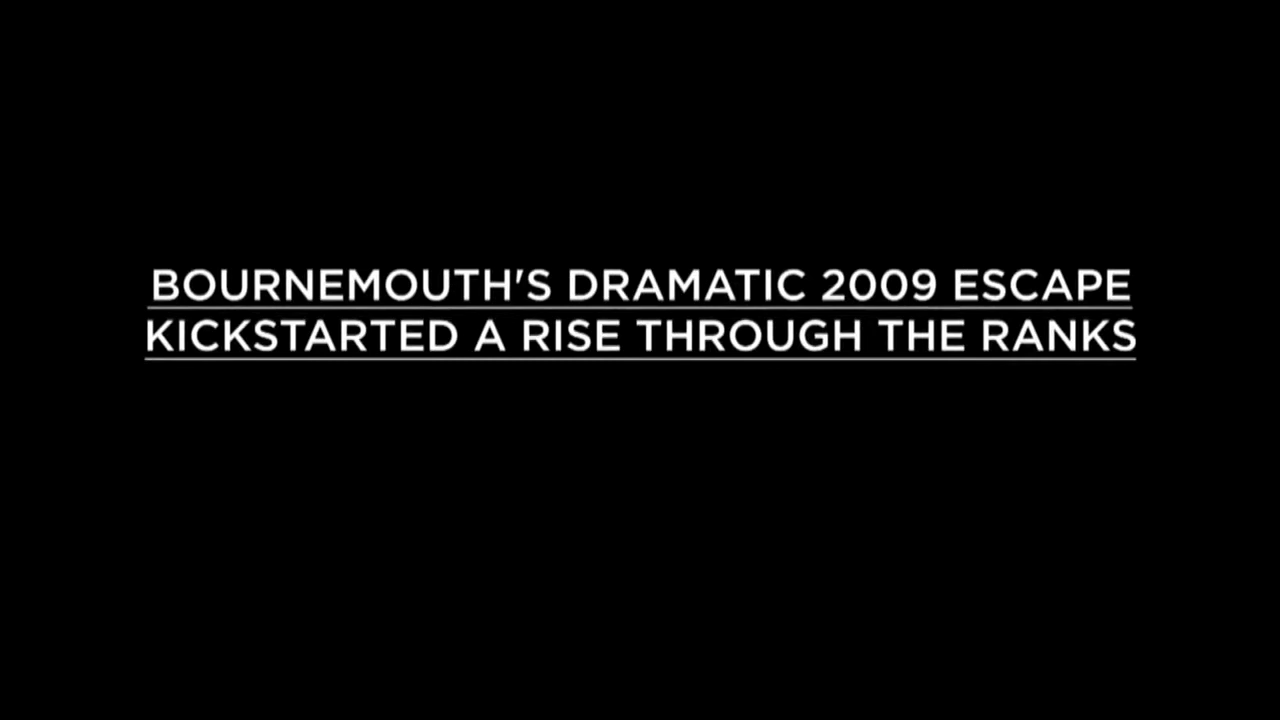 BOURNEMOUTH'S DRAMATIC 2009 ESCAPE
KICKSTARTED A RISE THROUGH THE RANKS